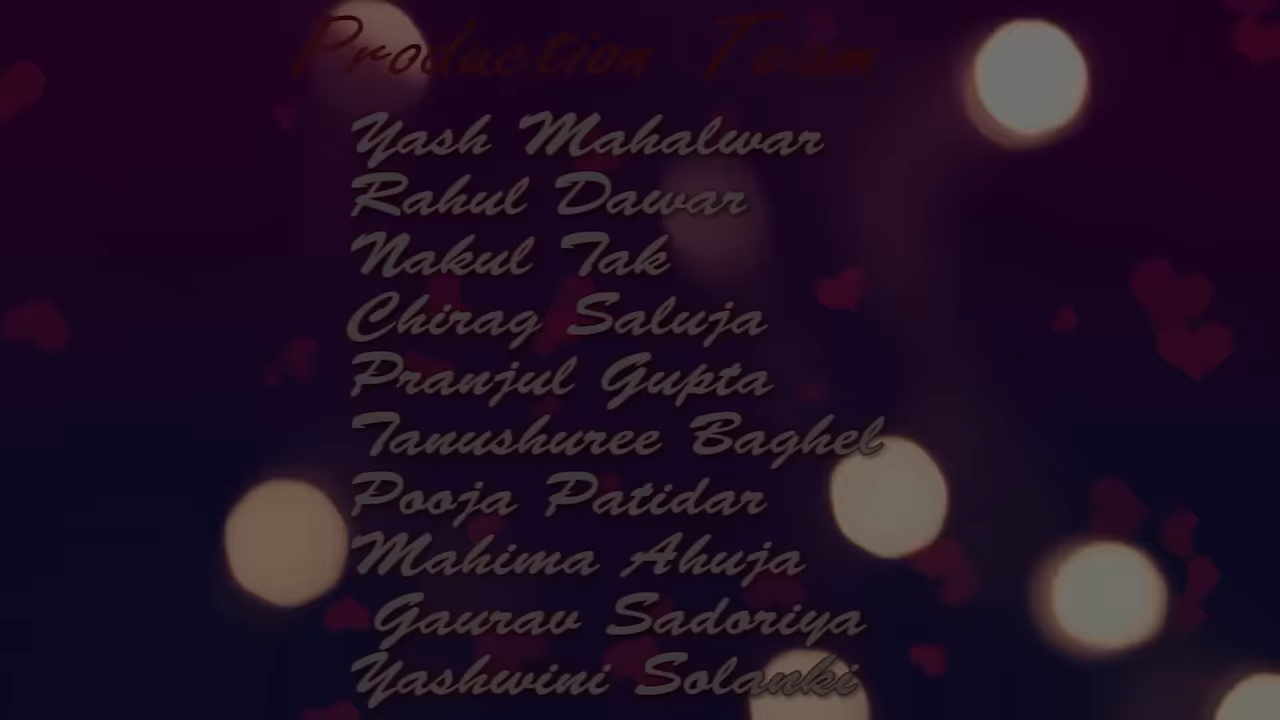 Production Team
Yash Mahalwar
Rahul Dawar
Nakul Tak
Chirag Saluja
Pranjul Gupta
Tanushuree Baghel
Pooja Patidar
Mahima Ahuja
Gaurav Sadoriya
Yashwini Solanki